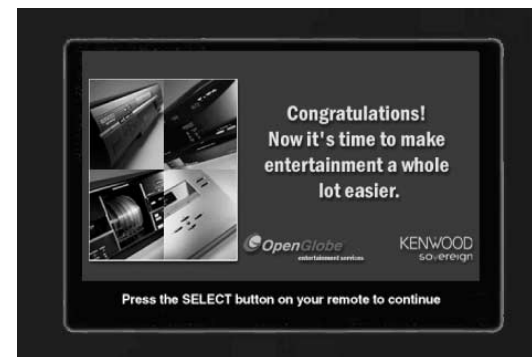 Congratulations!
Now it's time to make
entertainment a whole
lot easier.
OpenGlobe
entertainment services
KENWOOD
sovereign
Press the SELECT button on your remote to continue